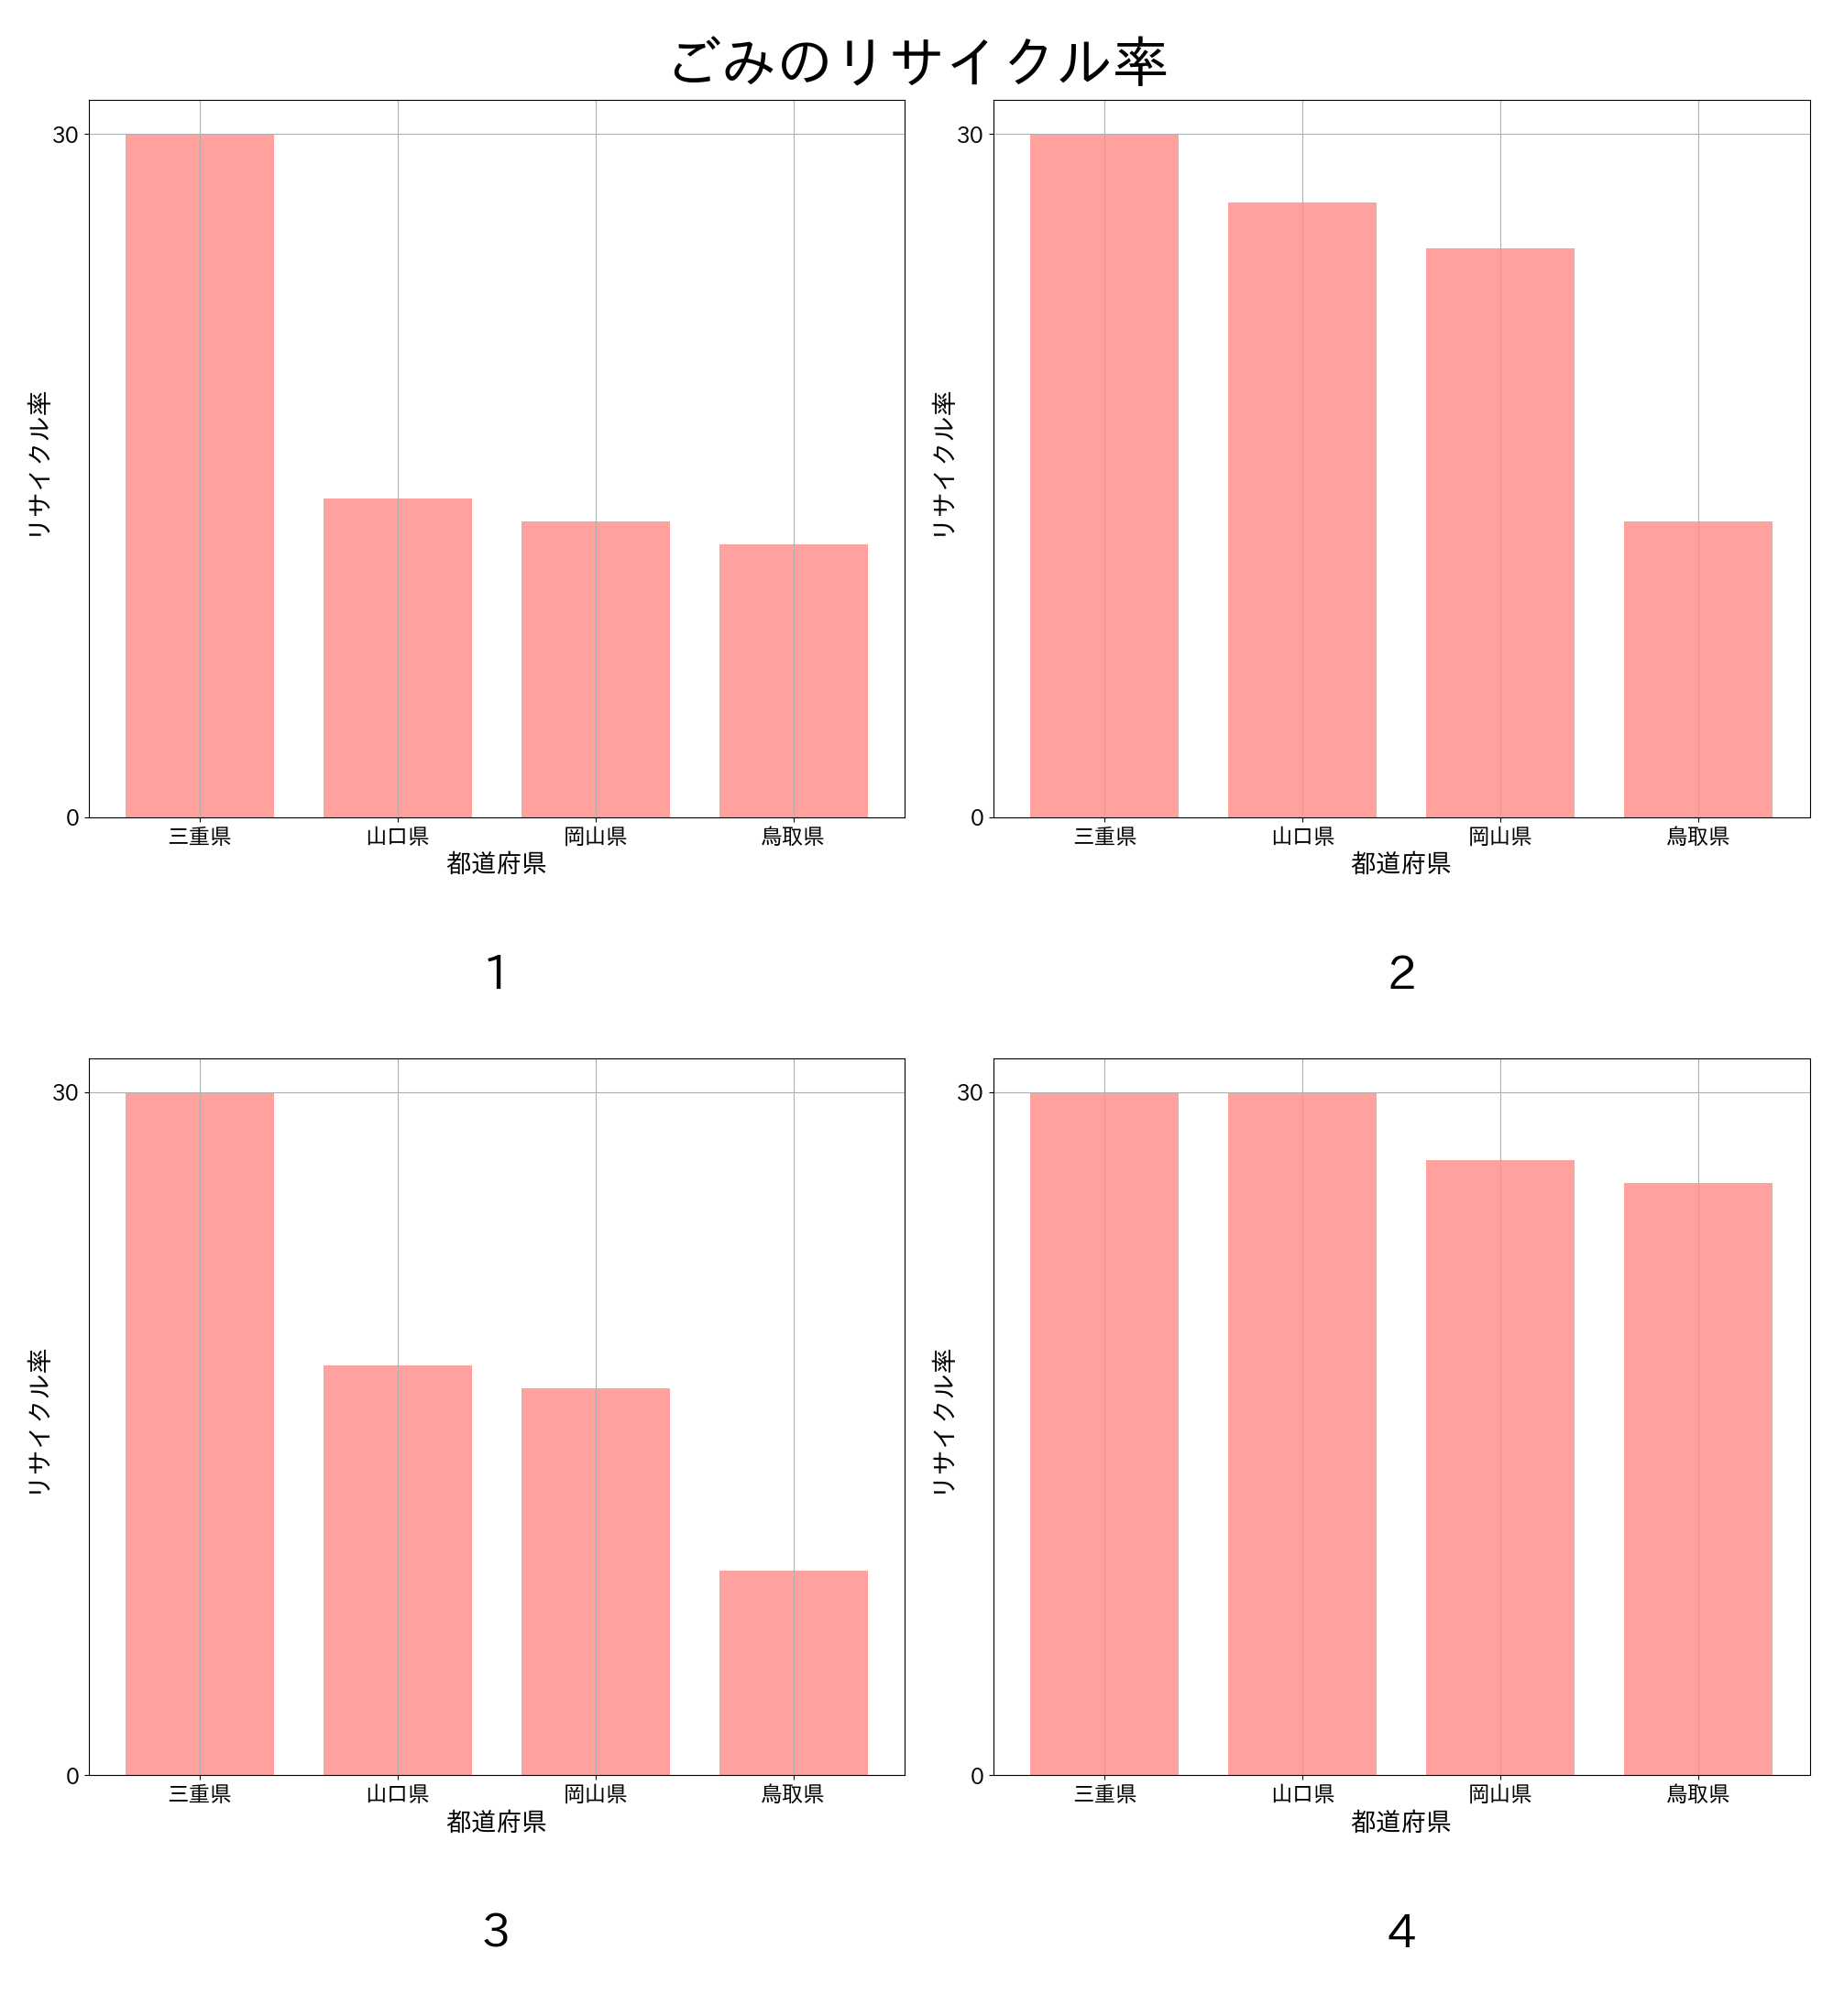 ごみのリサイクル率
30
0
リサイクル率
三重県 山口県 岡山県 鳥取県
都道府県
1
30
0
リサイクル率
三重県 山口県 岡山県 鳥取県
都道府県
2
30
0
リサイクル率
三重県 山口県 岡山県 鳥取県
都道府県
3
30
0
リサイクル率
三重県 山口県 岡山県 鳥取県
都道府県
4